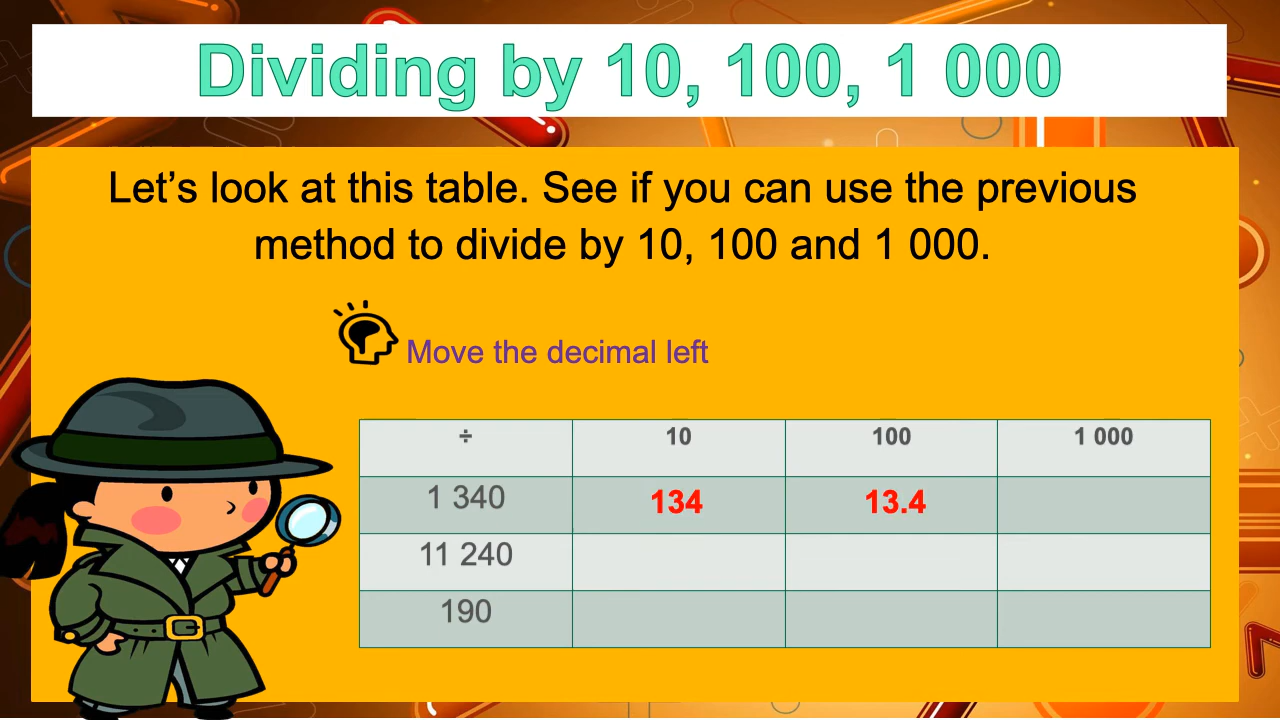 Dividing by 10, 100, 1 000
Let’s look at this table. See if you can use the previous
method to divide by 10, 100 and 1 000.
Move the decimal left
÷ 10 100 1 000
1 340 134 13.4
11 240
190